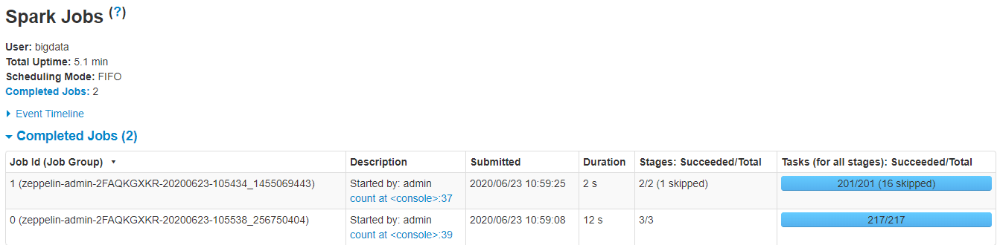 Spark Jobs (?)
User: bigdata
Total Uptime: 5.1 min
Scheduling Mode: FIFO
Completed Jobs: 2
Event Timeline
Completed Jobs (2)
Job Id (Job Group) ▾ Description Submitted Duration Stages: Succeeded/Total Tasks (for all stages): Succeeded/Total
1 (zeppelin-admin-2FAQKGXKR-20200623-105434_1455069443) Started by: admin 2020/06/23 10:59:25 2 s 2/2 (1 skipped) 201/201 (16 skipped)
count at <console>:37
0 (zeppelin-admin-2FAQKGXKR-20200623-105538_256750404) Started by: admin 2020/06/23 10:59:08 12 s 3/3 217/217
count at <console>:39